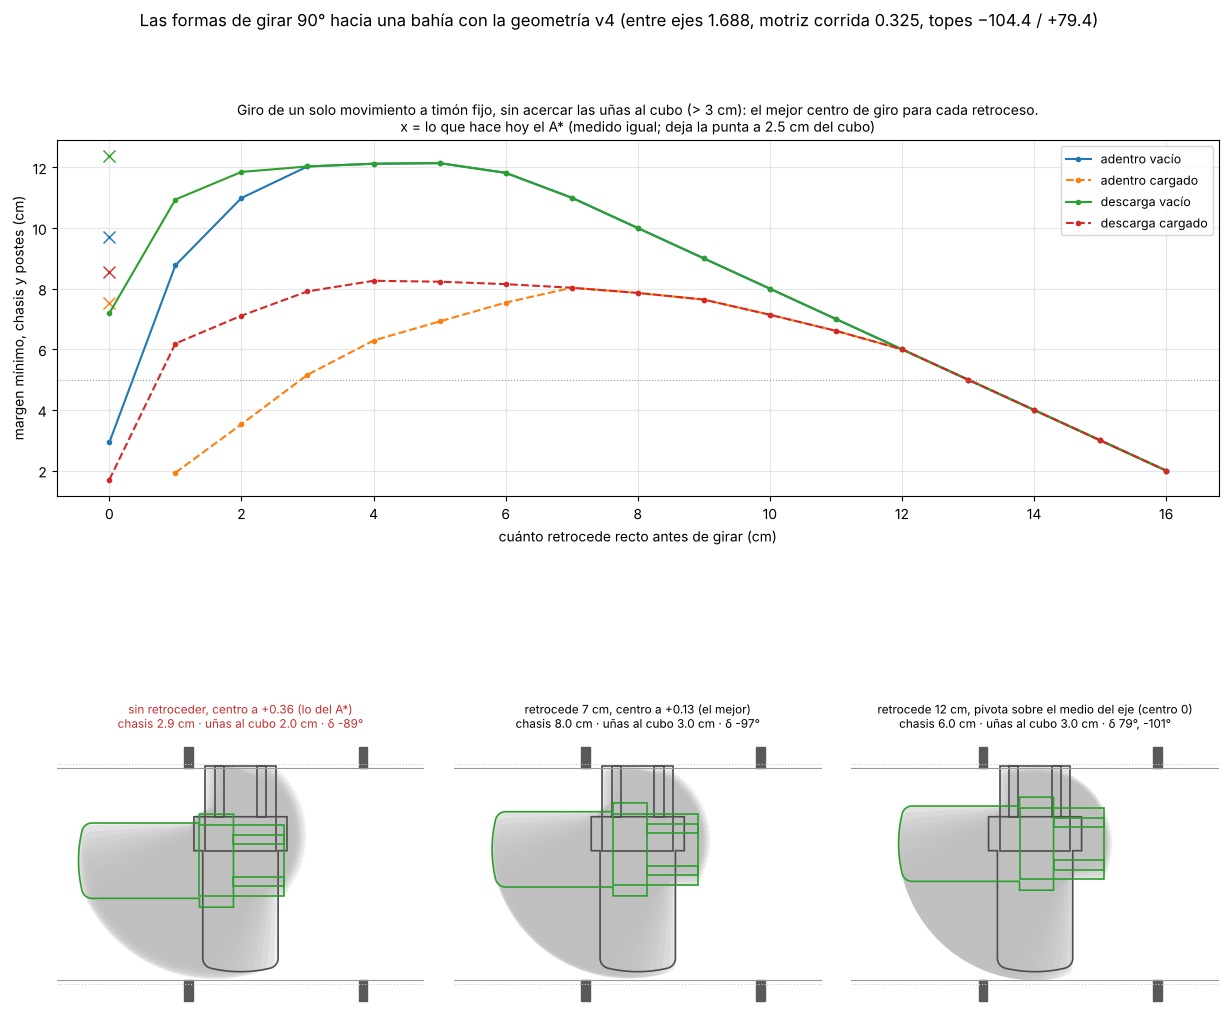 Las formas de girar 90° hacia una bahía con la geometría v4 (entre ejes 1.688, motriz corrida 0.325, topes −104.4 / +79.4)
Giro de un solo movimiento a timón fijo, sin acercar las uñas al cubo (> 3 cm): el mejor centro de giro para cada retroceso.
x = lo que hace hoy el A* (medido igual; deja la punta a 2.5 cm del cubo)
margen mínimo, chasis y postes (cm)
12
10
8
6
4
2
adentro vacío
adentro cargado
descarga vacío
descarga cargado
0 2 4 6 8 10 12 14 16
cuánto retrocede recto antes de girar (cm)
sin retroceder, centro a +0.36 (lo del A*)
chasis 2.9 cm · uñas al cubo 2.0 cm · δ -89°
retrocede 7 cm, centro a +0.13 (el mejor)
chasis 8.0 cm · uñas al cubo 3.0 cm · δ -97°
retrocede 12 cm, pivota sobre el medio del eje (centro 0)
chasis 6.0 cm · uñas al cubo 3.0 cm · δ 79°, -101°